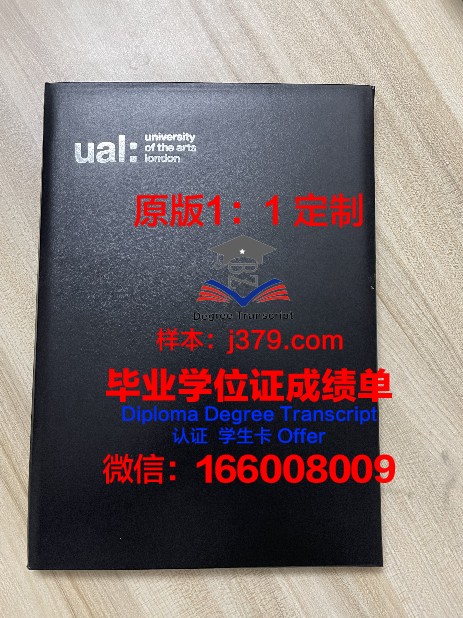 ual: university
of the arts
london
原版1：1 定制
BZ
Degree Transcript
样本：j379.com
毕业学位证成绩单
Diploma Degree Transcript
认证 学生卡 Offer
微信：166008009